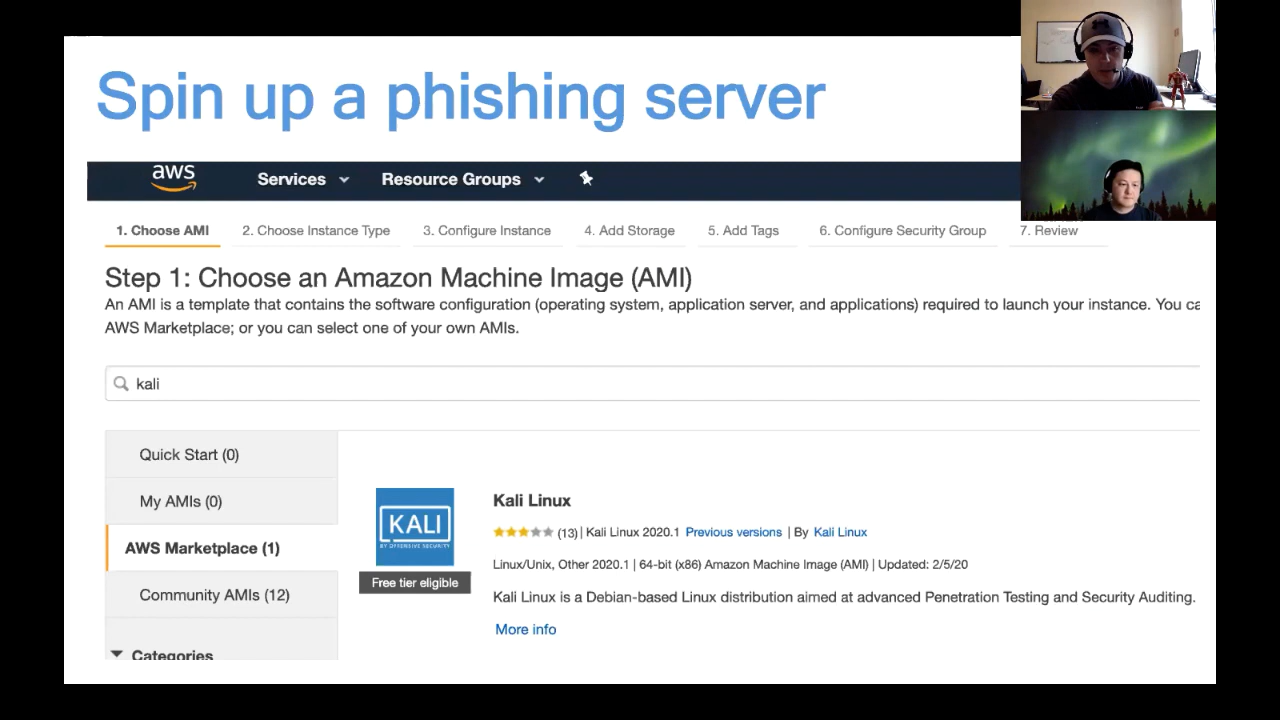 Spin up a phishing server
aws Services Resource Groups
1. Choose AMI 2. Choose Instance Type 3. Configure Instance 4. Add Storage 5. Add Tags 6. Configure Security Group 7. Review
Step 1: Choose an Amazon Machine Image (AMI)
An AMI is a template that contains the software configuration (operating system, application server, and applications) required to launch your instance. You ca
AWS Marketplace; or you can select one of your own AMIs.
kali
Quick Start (0)
My AMIs (0)
AWS Marketplace (1)
Community AMIs (12)
Categories
KALI
BY OFFENSIVE SECURITY
Free tier eligible
Kali Linux
(13) | Kali Linux 2020.1 Previous versions | By Kali Linux
Linux/Unix, Other 2020.1 | 64-bit (x86) Amazon Machine Image (AMI) | Updated: 2/5/20
Kali Linux is a Debian-based Linux distribution aimed at advanced Penetration Testing and Security Auditing.
More info